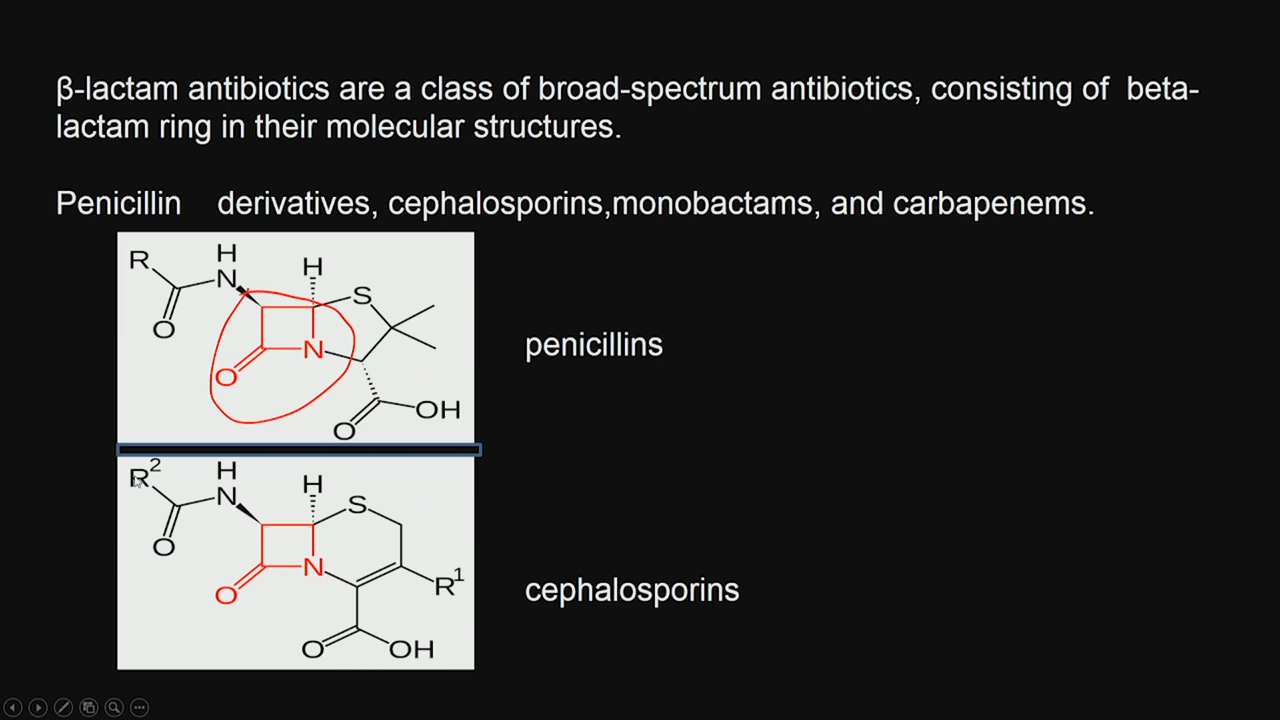 β-lactam antibiotics are a class of broad-spectrum antibiotics, consisting of beta-
lactam ring in their molecular structures.
Penicillin derivatives, cephalosporins,monobactams, and carbapenems.
R H N H S O N O O OH
penicillins
R2 H N H S O N O R1 O OH
cephalosporins